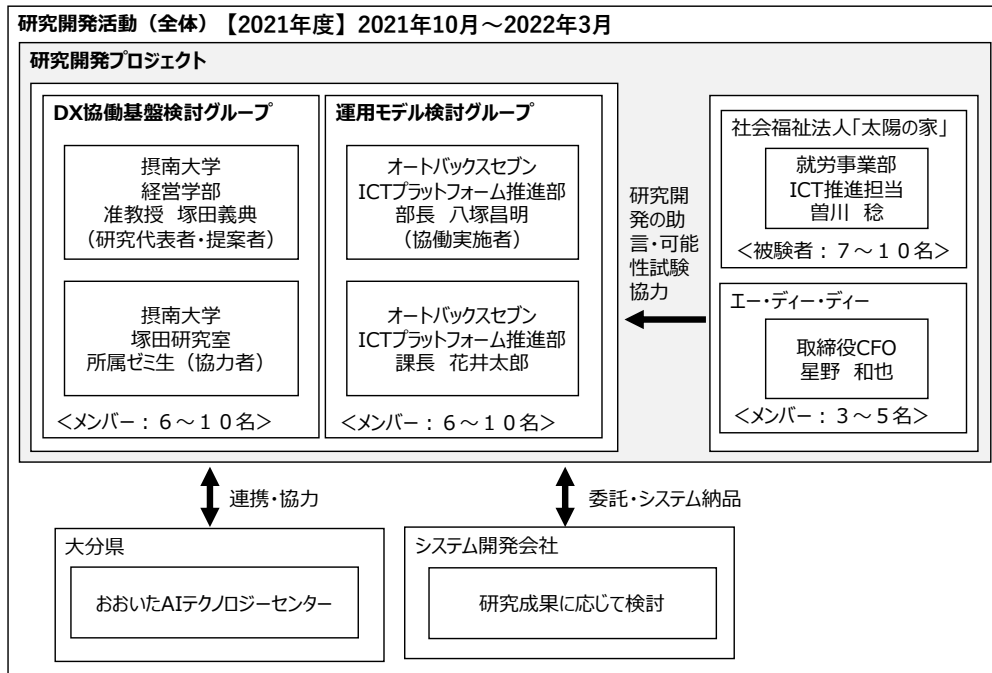 研究開発活動（全体）【2021年度】2021年10月～2022年3月
研究開発プロジェクト
DX協働基盤検討グループ
摂南大学
経営学部
准教授 塚田義典
（研究代表者・提案者）
摂南大学
塚田研究室
所属ゼミ生（協力者）
＜メンバー：６～１０名＞
運用モデル検討グループ
オートバックスセブン
ICTプラットフォーム推進部
部長 八塚昌明
（協働実施者）
オートバックスセブン
ICTプラットフォーム推進部
課長 花井太郎
＜メンバー：６～１０名＞
研究開
発の助
言・可能
性試験
協力
社会福祉法人「太陽の家」
就労事業部
ICT推進担当
曽川 稔
＜被験者：７～１０名＞
エー・ディー・ディー
取締役CFO
星野 和也
＜メンバー：３～５名＞
連携・協力
委託・システム納品
大分県
おおいたAIテクノロジーセンター
システム開発会社
研究成果に応じて検討